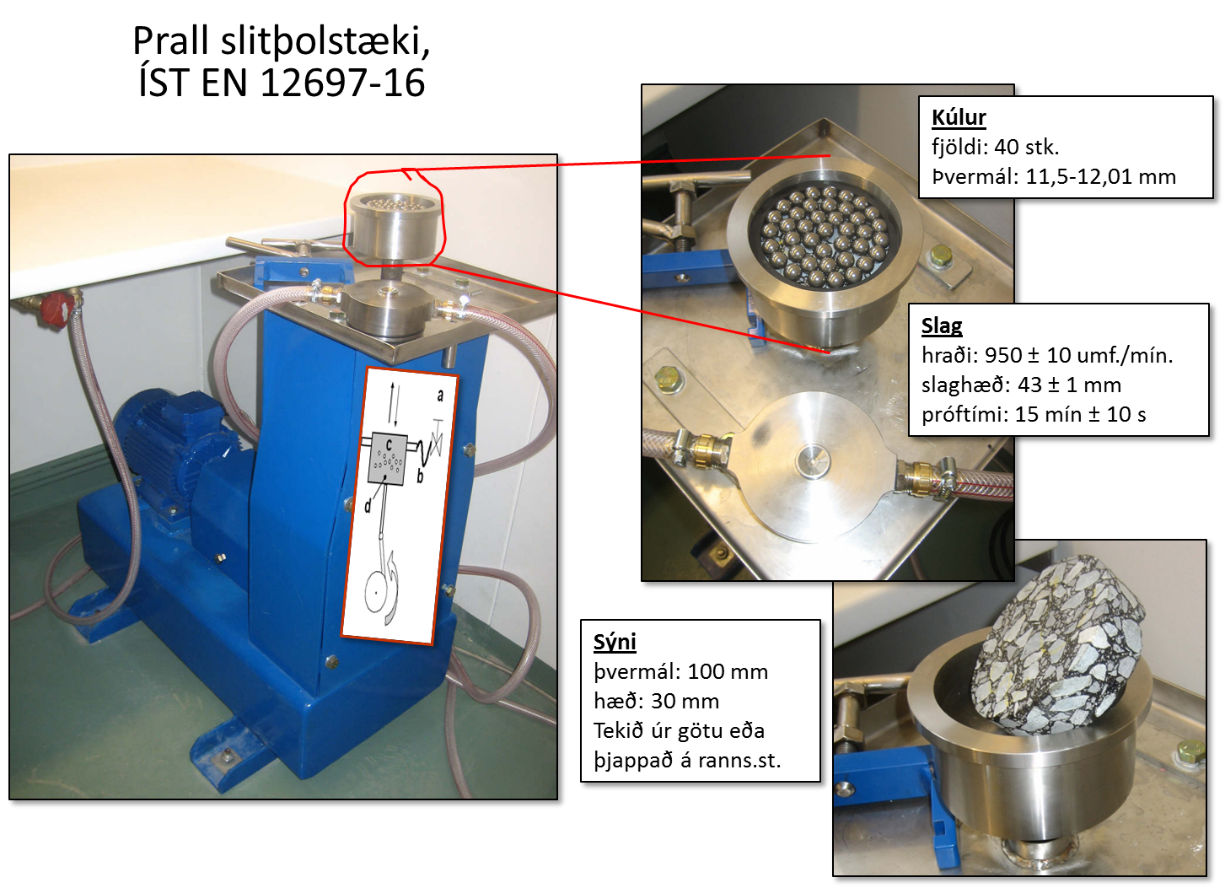 Prall slitþolstæki,
ÍST EN 12697-16
Kúlur
fjöldi: 40 stk.
Þvermál: 11,5-12,01 mm
Slag
hraði: 950 ± 10 umf./mín.
slaghæð: 43 ± 1 mm
próftími: 15 mín ± 10 s
a
c
b
d
Sýni
þvermál: 100 mm
hæð: 30 mm
Tekið úr götu eða
þjappað á ranns.st.